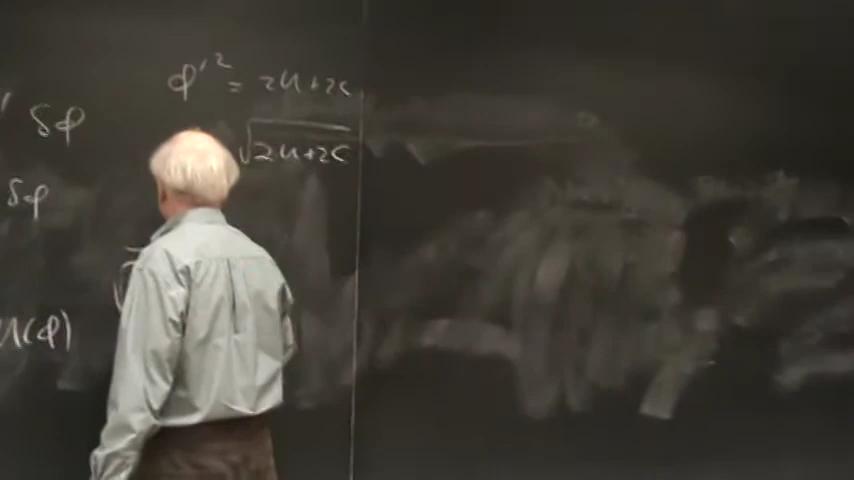 φ'² = 2U+2C
δφ
√2U+2C
δφ
U(φ)